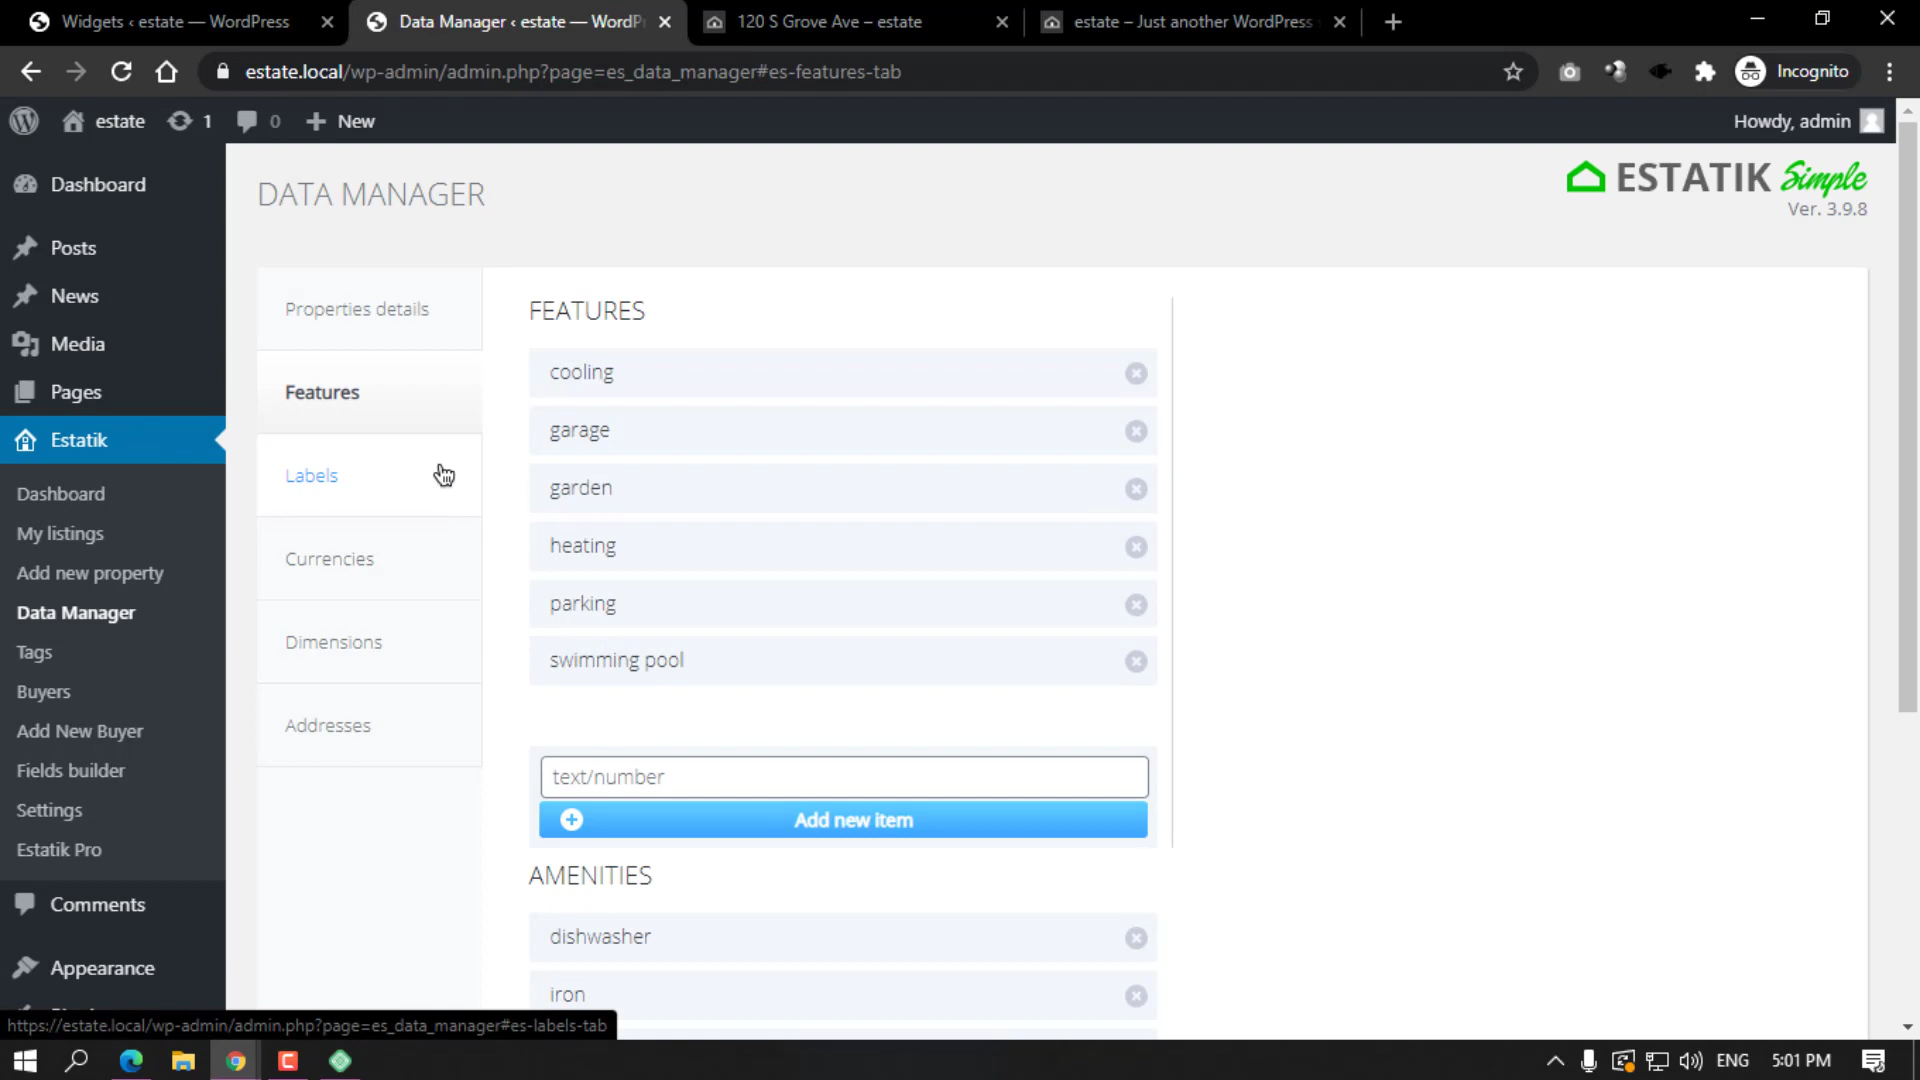 Widgets ‹ estate — WordPress
Data Manager ‹ estate — WordP
120 S Grove Ave – estate
estate – Just another WordPress
estate.local/wp-admin/admin.php?page=es_data_manager#es-features-tab
Incognito
estate
1
0
New
Howdy, admin
Dashboard
Posts
News
Media
Pages
Estatik
Dashboard
My listings
Add new property
Data Manager
Tags
Buyers
Add New Buyer
Fields builder
Settings
Estatik Pro
Comments
Appearance
DATA MANAGER
ESTATIK Simple
Ver. 3.9.8
Properties details
Features
Labels
Currencies
Dimensions
Addresses
FEATURES
cooling
garage
garden
heating
parking
swimming pool
text/number
Add new item
AMENITIES
dishwasher
iron
https://estate.local/wp-admin/admin.php?page=es_data_manager#es-labels-tab
ENG
5:01 PM